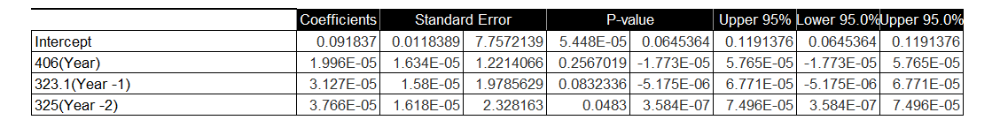 Coefficients Standard Error P-value Upper 95% Lower 95.0% Upper 95.0%
Intercept 0.091837 0.0118389 7.7572139 5.448E-05 0.0645364 0.1191376 0.0645364 0.1191376
406(Year) 1.996E-05 1.634E-05 1.2214066 0.2567019 -1.773E-05 5.765E-05 -1.773E-05 5.765E-05
323.1(Year -1) 3.127E-05 1.58E-05 1.9785629 0.0832336 -5.175E-06 6.771E-05 -5.175E-06 6.771E-05
325(Year -2) 3.766E-05 1.618E-05 2.328163 0.0483 3.584E-07 7.496E-05 3.584E-07 7.496E-05